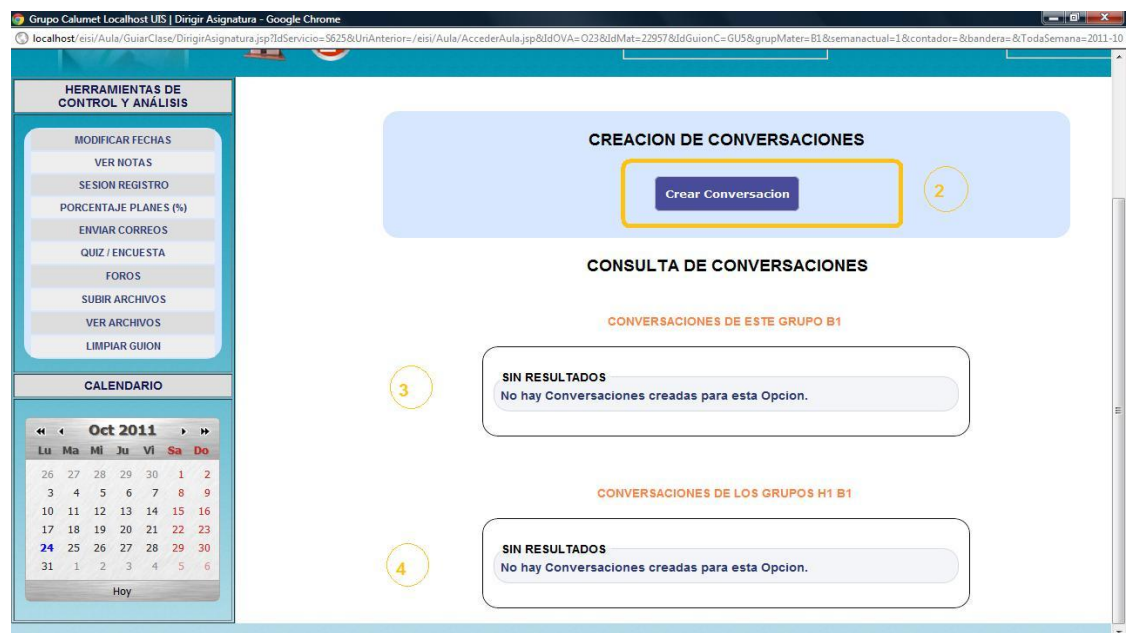 Grupo Calumet Localhost UIS | Dirigir Asignatura - Google Chrome
localhost/eisi/Aula/GuiarClase/DirigirAsignatura.jsp?IdServicio=S625&UriAnterior=/eisi/Aula/AccederAula.jsp&IdOVA=O23&IdMat=22957&IdGuionC=GU5&grupMater=B1&semanactual=1&contador=&bandera=&TodaSemana=2011-10
HERRAMIENTAS DE
CONTROL Y ANÁLISIS
MODIFICAR FECHAS
VER NOTAS
SESION REGISTRO
PORCENTAJE PLANES (%)
ENVIAR CORREOS
QUIZ / ENCUESTA
FOROS
SUBIR ARCHIVOS
VER ARCHIVOS
LIMPIAR GUION
CALENDARIO
Oct 2011
Lu Ma Mi Ju Vi Sa Do
26 27 28 29 30 1 2
3 4 5 6 7 8 9
10 11 12 13 14 15 16
17 18 19 20 21 22 23
24 25 26 27 28 29 30
31 1 2 3 4 5 6
Hoy
CREACION DE CONVERSACIONES
Crear Conversacion
2
CONSULTA DE CONVERSACIONES
CONVERSACIONES DE ESTE GRUPO B1
3
SIN RESULTADOS
No hay Conversaciones creadas para esta Opcion.
CONVERSACIONES DE LOS GRUPOS H1 B1
4
SIN RESULTADOS
No hay Conversaciones creadas para esta Opcion.